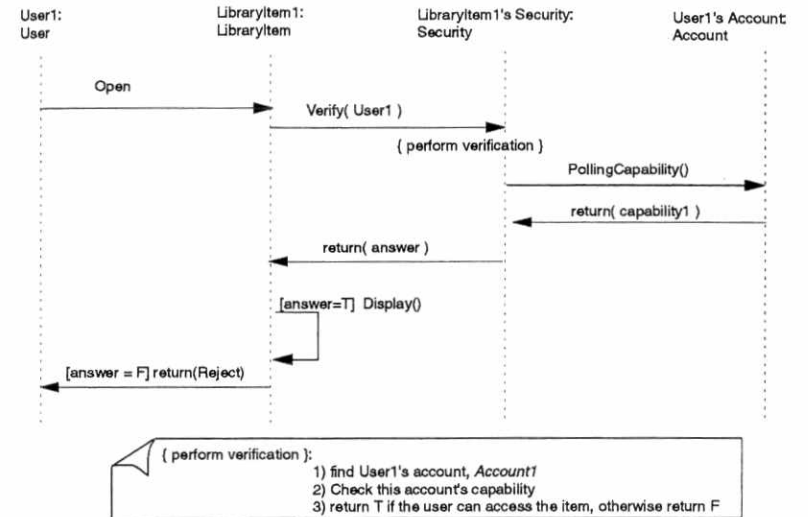 User1:
User
LibraryItem1:
LibraryItem
LibraryItem1's Security:
Security
User1's Account:
Account
Open
Verify( User1 )
{ perform verification }
PollingCapability()
return( capability1 )
return( answer )
[answer=T] Display()
[answer = F] return(Reject)
{ perform verification }:
1) find User1's account, Account1
2) Check this account's capability
3) return T if the user can access the item, otherwise return F